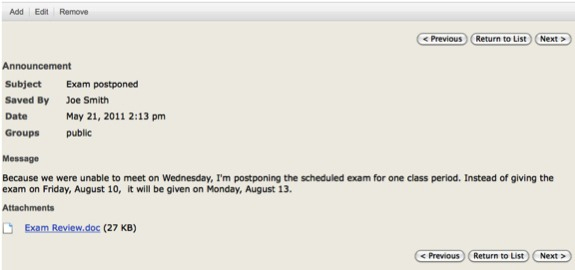 Add Edit Remove
< Previous Return to List Next >
Announcement
Subject Exam postponed
Saved By Joe Smith
Date May 21, 2011 2:13 pm
Groups public
Message
Because we were unable to meet on Wednesday, I'm postponing the scheduled exam for one class period. Instead of giving the
exam on Friday, August 10, it will be given on Monday, August 13.
Attachments
Exam Review.doc (27 KB)
< Previous Return to List Next >